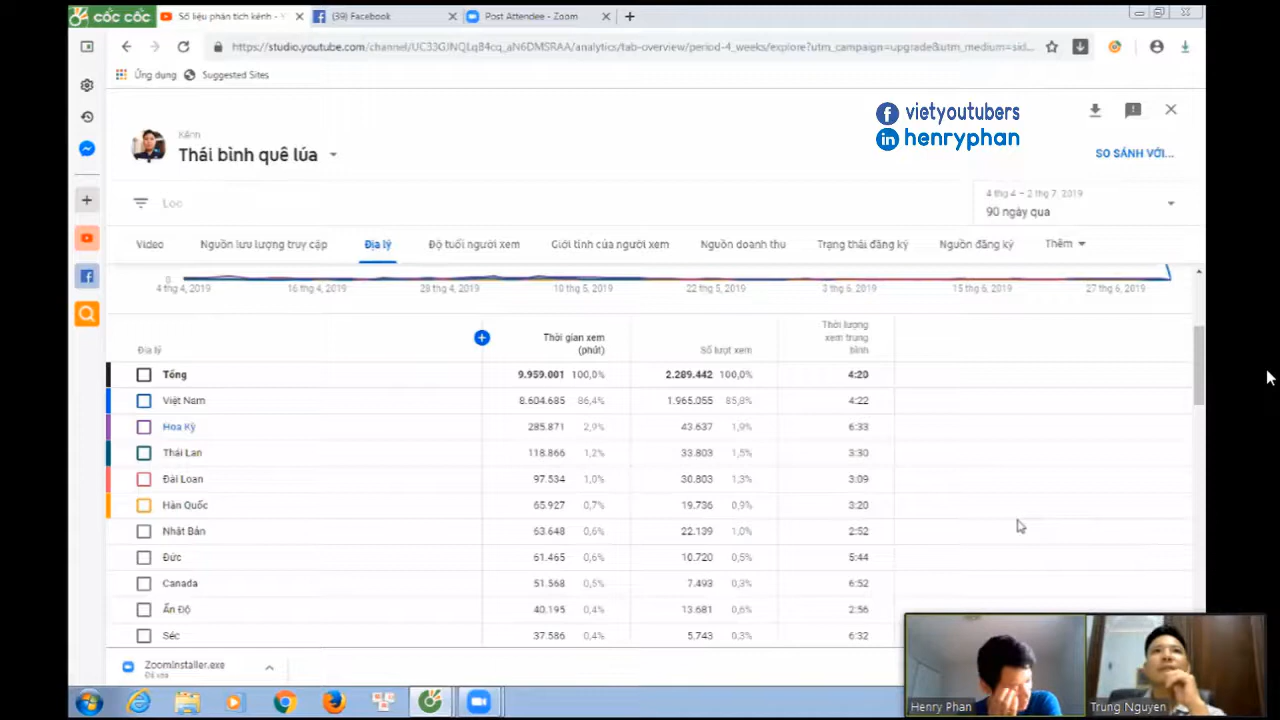 CỐC CỐC
Số liệu phân tích kênh - Y
(39) Facebook
Post Attendee - Zoom
https://studio.youtube.com/channel/UC33GJNQLq84cq_aN6DMSRAA/analytics/tab-overview/period-4_weeks/explore?utm_campaign=upgrade&utm_medium=sid...
Ứng dụng
Suggested Sites
vietyoutubers
henryphan
Kênh
Thái bình quê lúa
SO SÁNH VỚI...
Lọc
4 thg 4 – 2 thg 7, 2019
90 ngày qua
Video Nguồn lưu lượng truy cập Địa lý Độ tuổi người xem Giới tính của người xem Nguồn doanh thu Trạng thái đăng ký Nguồn đăng ký Thêm
0
4 thg 4, 2019 16 thg 4, 2019 28 thg 4, 2019 10 thg 5, 2019 22 thg 5, 2019 3 thg 6, 2019 15 thg 6, 2019 27 thg 6, 2019
Địa lý
Thời gian xem
(phút)
Số lượt xem
Thời lượng
xem trung
bình
Tổng 9.959.001 100,0% 2.289.442 100,0% 4:20
Việt Nam 8.604.685 86,4% 1.965.055 85,8% 4:22
Hoa Kỳ 285.871 2,9% 43.637 1,9% 6:33
Thái Lan 118.866 1,2% 33.803 1,5% 3:30
Đài Loan 97.534 1,0% 30.803 1,3% 3:09
Hàn Quốc 65.927 0,7% 19.736 0,9% 3:20
Nhật Bản 63.648 0,6% 22.139 1,0% 2:52
Đức 61.465 0,6% 10.720 0,5% 5:44
Canada 51.568 0,5% 7.493 0,3% 6:52
Ấn Độ 40.195 0,4% 13.681 0,6% 2:56
Séc 37.586 0,4% 5.743 0,3% 6:32
ZoomInstaller.exe
Đã xóa
Henry Phan
Trung Nguyen